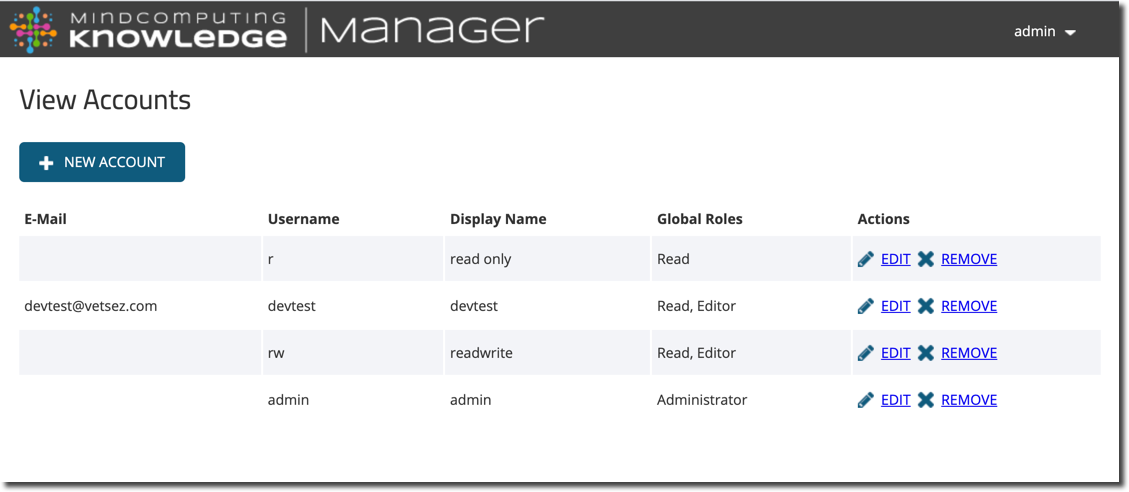 MINDCOMPUTING
KNOWLEDGE
Manager
admin
View Accounts
NEW ACCOUNT
E-Mail Username Display Name Global Roles Actions
r read only Read EDIT REMOVE
devtest@vetsez.com devtest devtest Read, Editor EDIT REMOVE
rw readwrite Read, Editor EDIT REMOVE
admin admin Administrator EDIT REMOVE